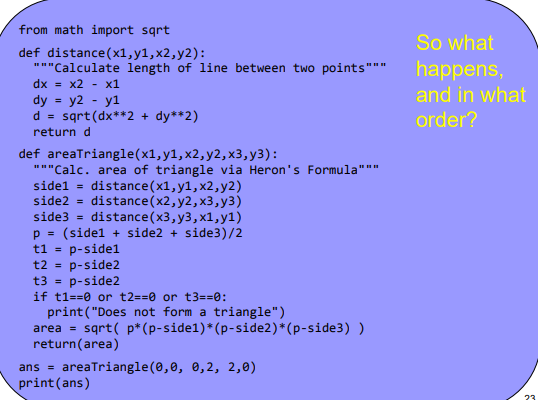 from math import sqrt
def distance(x1,y1,x2,y2):
  """Calculate length of line between two points"""
  dx = x2 - x1
  dy = y2 - y1
  d = sqrt(dx**2 + dy**2)
  return d
def areaTriangle(x1,y1,x2,y2,x3,y3):
  """Calc. area of triangle via Heron's Formula"""
  side1 = distance(x1,y1,x2,y2)
  side2 = distance(x2,y2,x3,y3)
  side3 = distance(x3,y3,x1,y1)
  p = (side1 + side2 + side3)/2
  t1 = p-side1
  t2 = p-side2
  t3 = p-side2
  if t1==0 or t2==0 or t3==0:
    print("Does not form a triangle")
  area = sqrt( p*(p-side1)*(p-side2)*(p-side3) )
  return(area)
ans = areaTriangle(0,0, 0,2, 2,0)
print(ans)
So what
happens,
and in what
order?
23